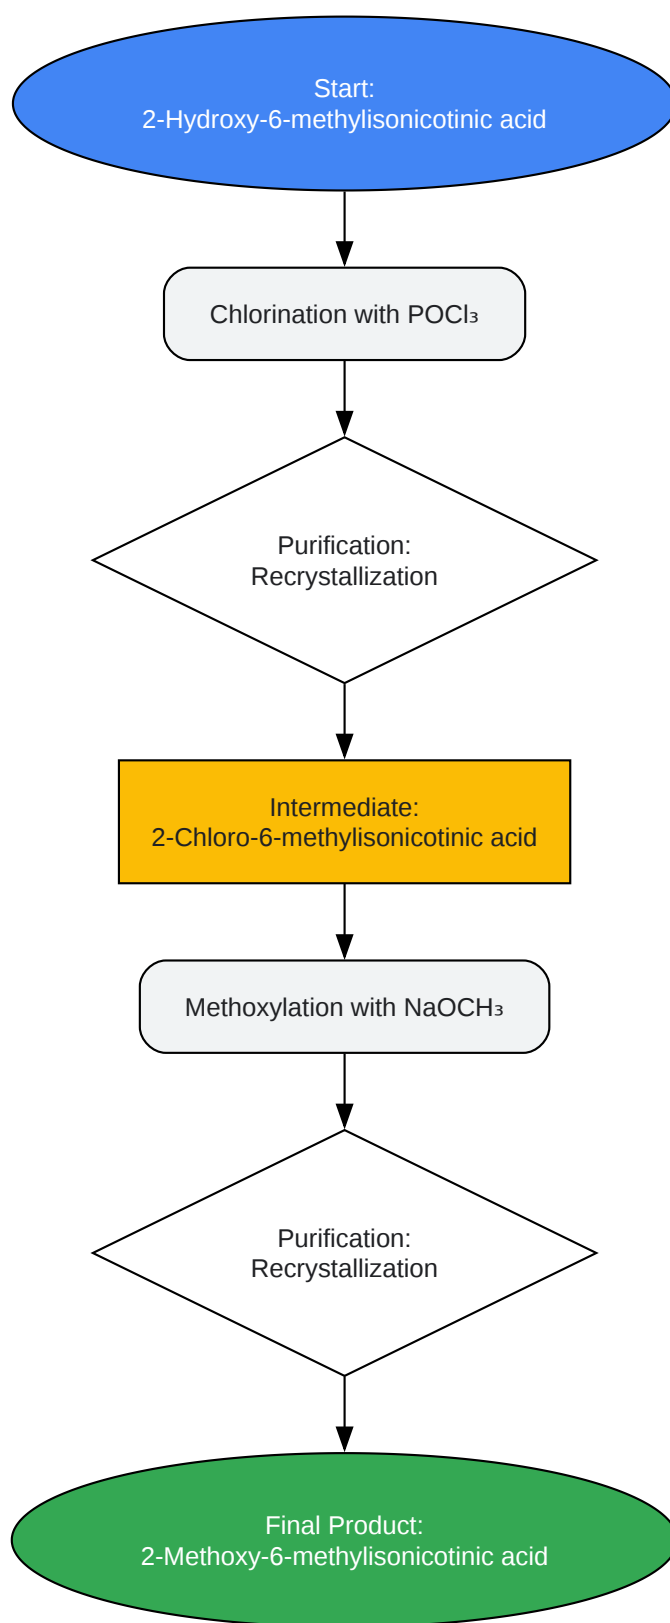 Start:
2-Hydroxy-6-methylisonicotinic acid
Chlorination with POCl₃
Purification:
Recrystallization
Intermediate:
2-Chloro-6-methylisonicotinic acid
Methoxylation with NaOCH₃
Purification:
Recrystallization
Final Product:
2-Methoxy-6-methylisonicotinic acid